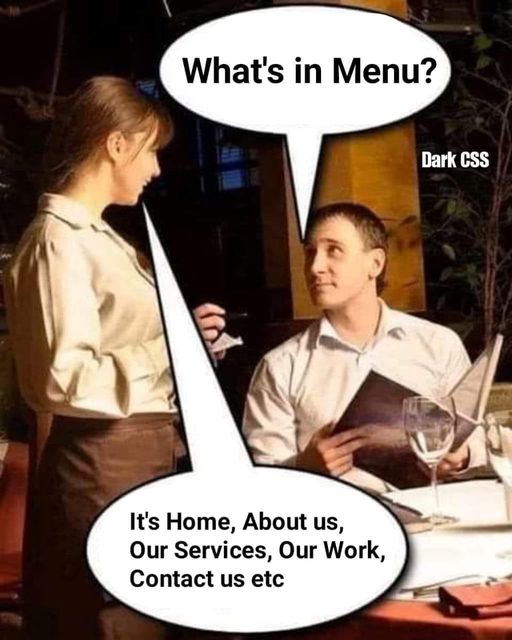 What's in Menu?
Dark CSS
It's Home, About us,
Our Services, Our Work,
Contact us etc